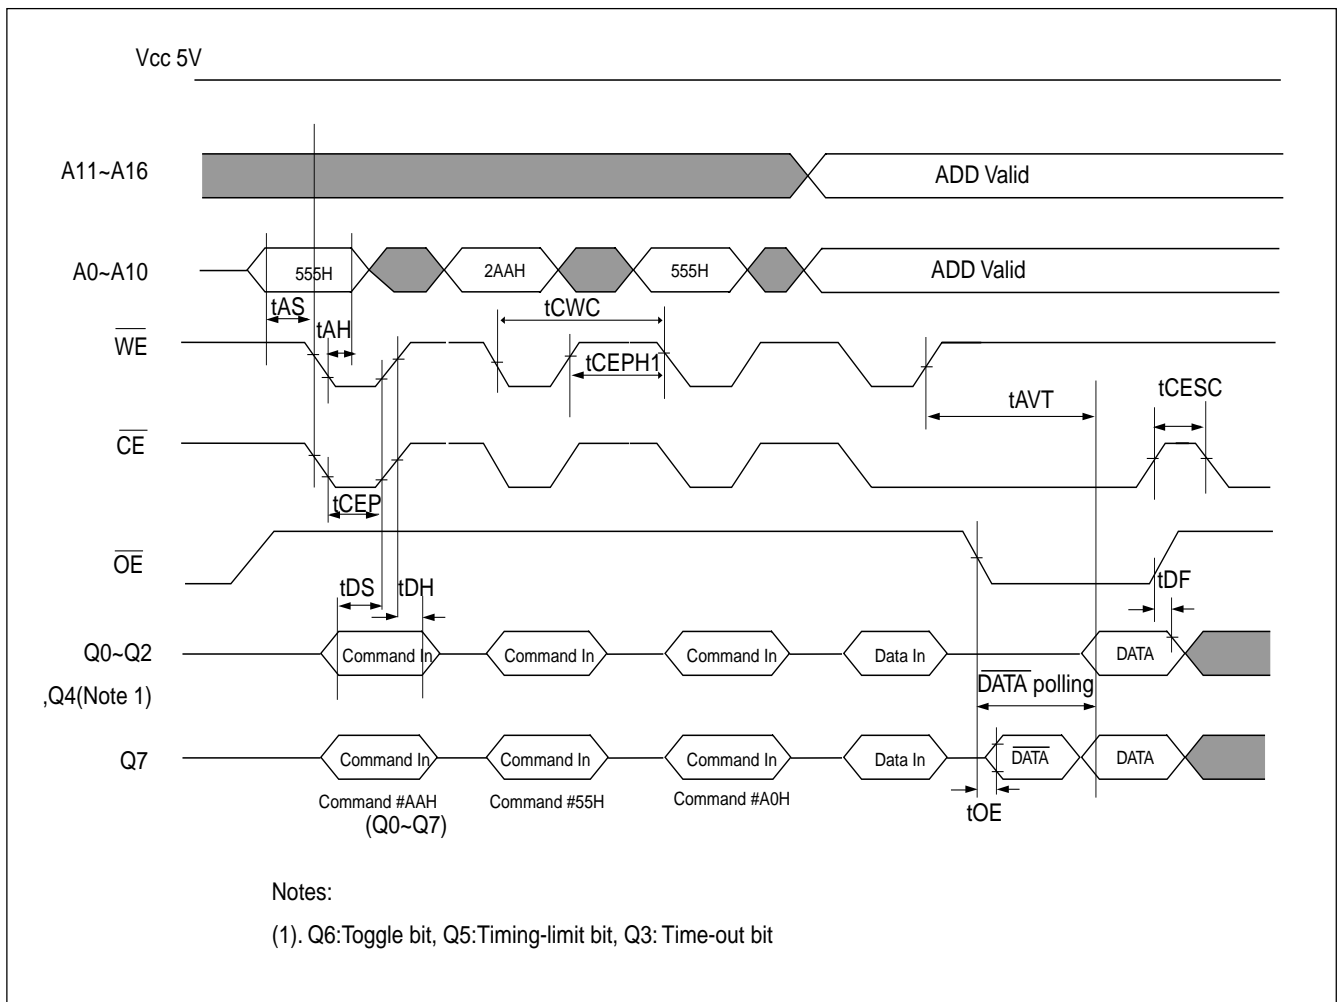 Vcc 5V
A11~A16
ADD Valid
A0~A10
555H
2AAH
555H
ADD Valid
tAS
tCWC
tAH
WE
tCEPH1
tAVT
tCESC
CE
tCEP
OE
tDS
tDH
tDF
Q0~Q2
Command In
Command In
Command In
Data In
DATA
,Q4(Note 1)
DATA polling
Q7
Command In
Command In
Command In
Data In
DATA
DATA
Command #AAH
Command #55H
Command #A0H
(Q0~Q7)
tOE
Notes:
(1). Q6:Toggle bit, Q5:Timing-limit bit, Q3: Time-out bit